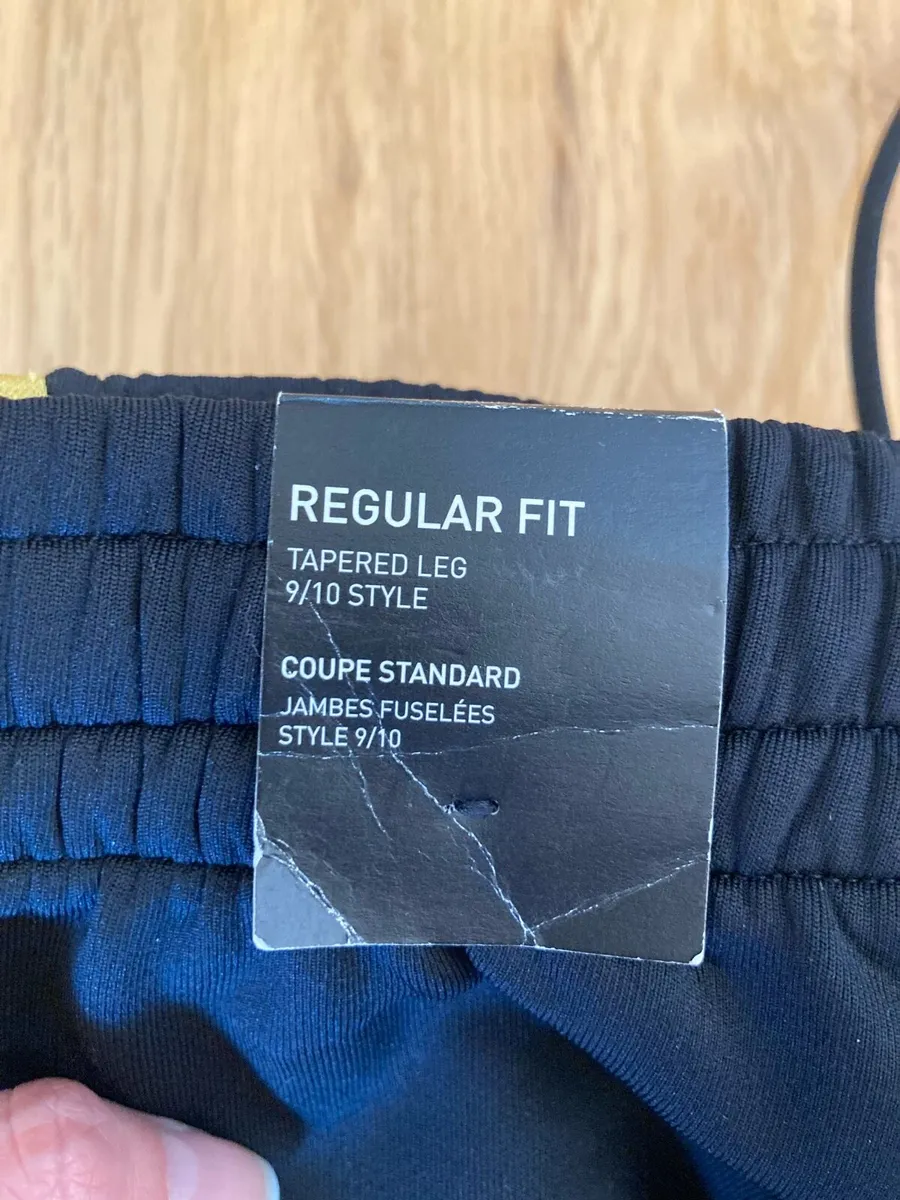 REGULAR FIT
TAPERED LEG
9/10 STYLE
COUPE STANDARD
JAMBES FUSELÉES
STYLE 9/10